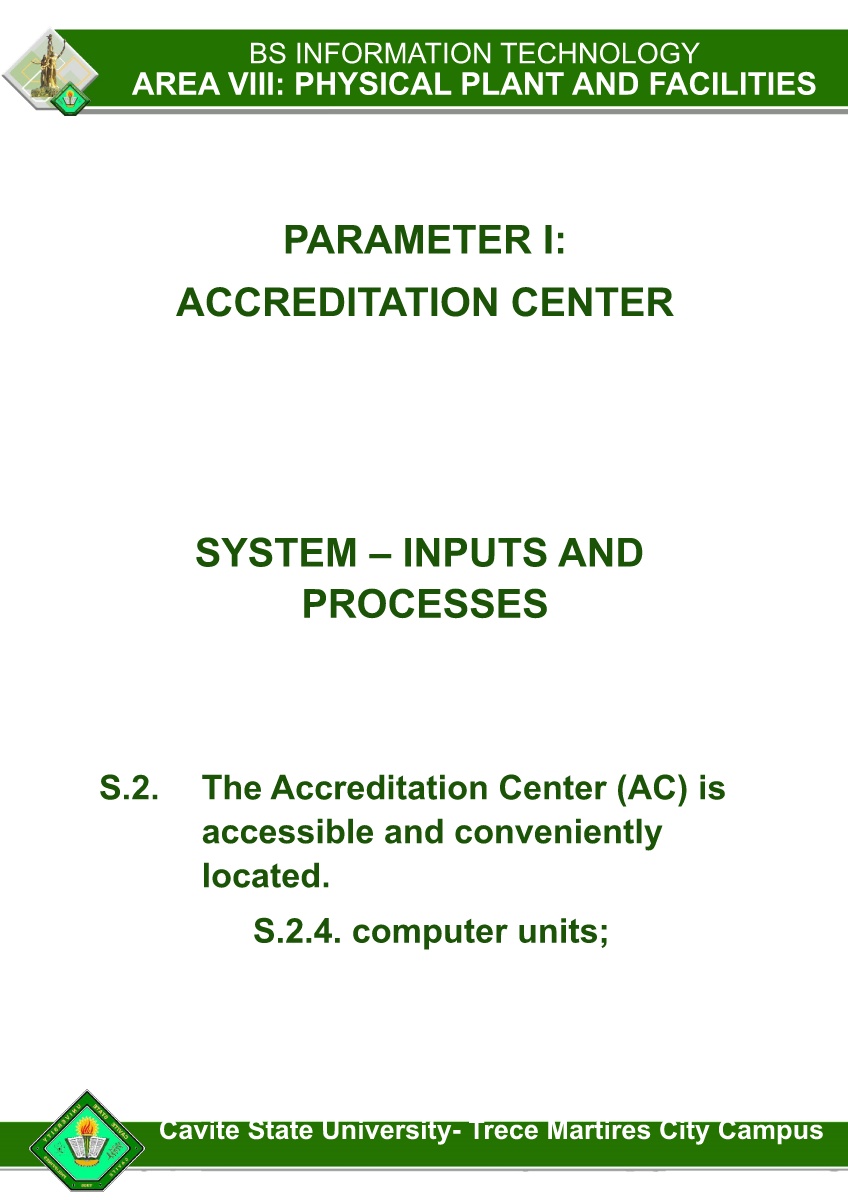 BS INFORMATION TECHNOLOGY
AREA VIII: PHYSICAL PLANT AND FACILITIES
PARAMETER I:
ACCREDITATION CENTER
SYSTEM – INPUTS AND
PROCESSES
S.2. The Accreditation Center (AC) is
accessible and conveniently
located.
S.2.4. computer units;
Cavite State University- Trece Martires City Campus